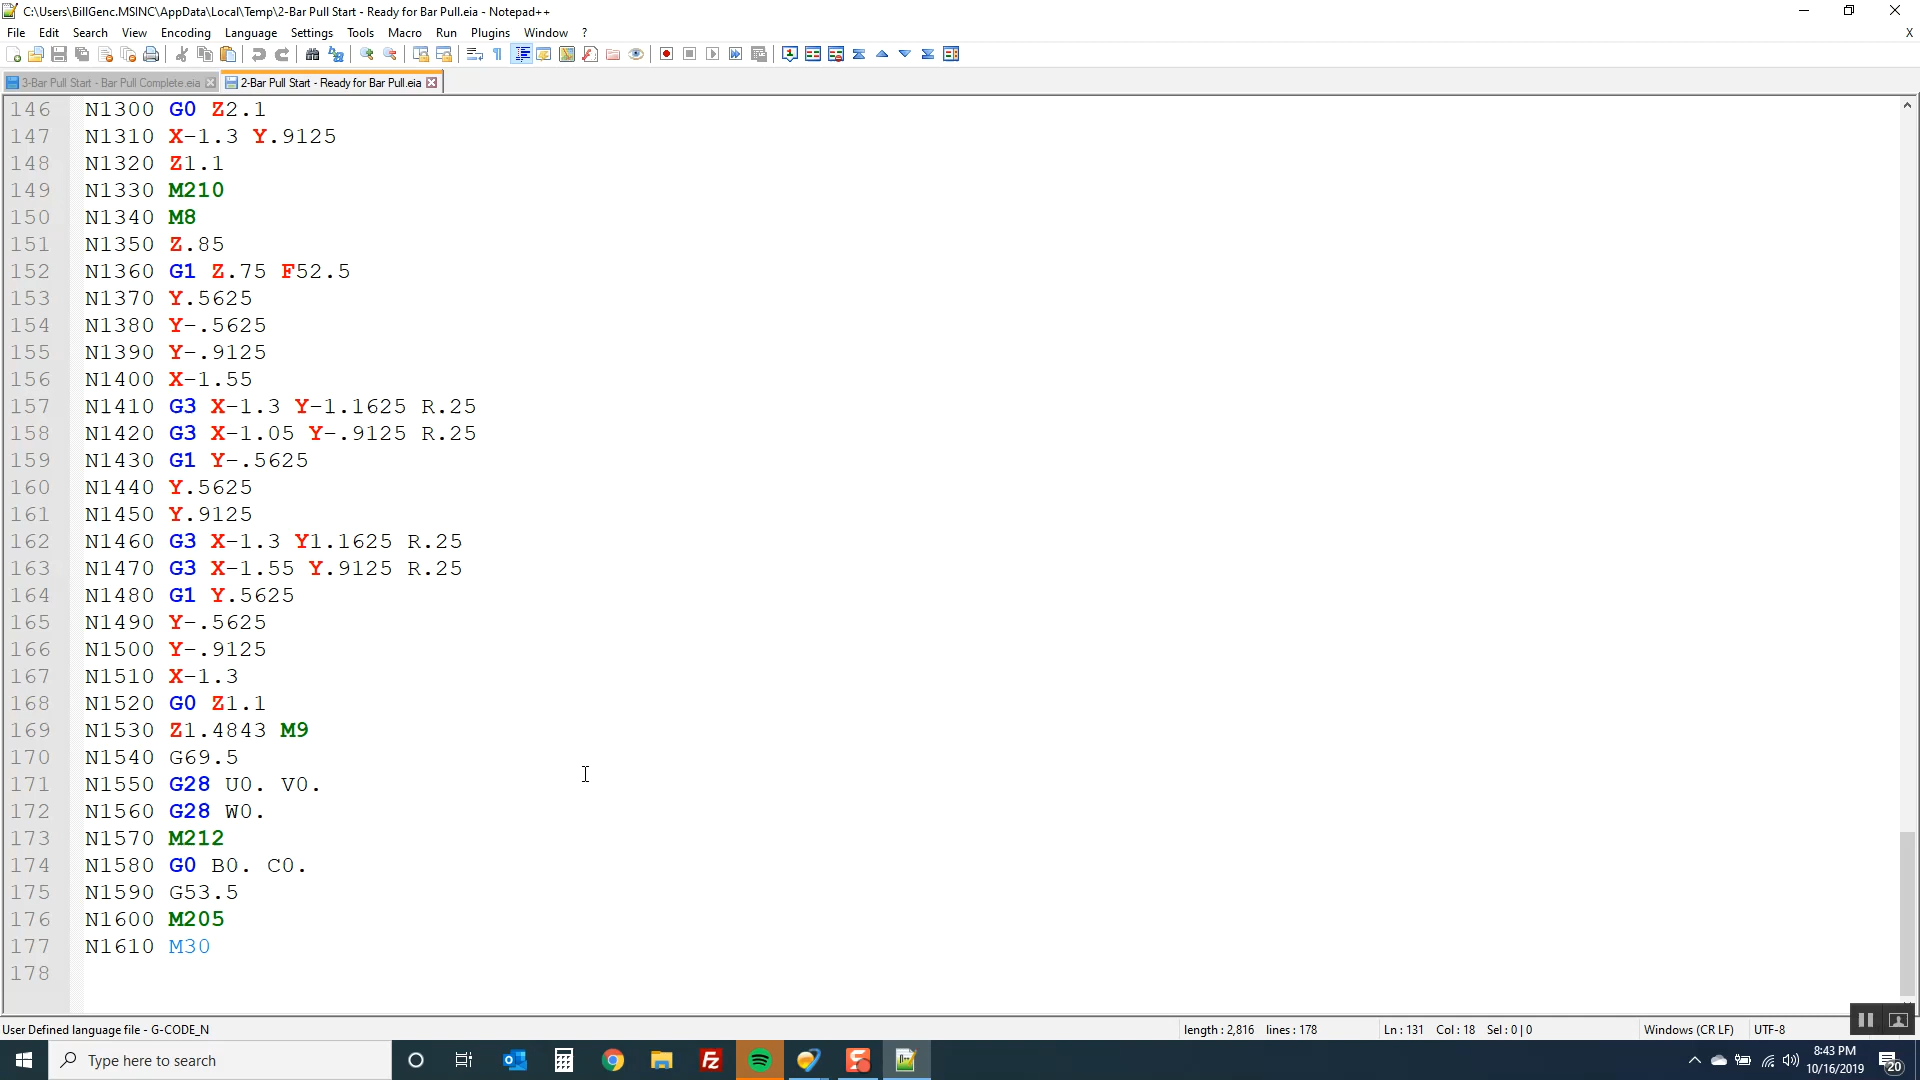 C:\Users\BillGenc.MSINC\AppData\Local\Temp\2-Bar Pull Start - Ready for Bar Pull.eia - Notepad++
File Edit Search View Encoding Language Settings Tools Macro Run Plugins Window ? X
3-Bar Pull Start - Bar Pull Complete.eia 2-Bar Pull Start - Ready for Bar Pull.eia
146 N1300 G0 Z2.1
147 N1310 X-1.3 Y.9125
148 N1320 Z1.1
149 N1330 M210
150 N1340 M8
151 N1350 Z.85
152 N1360 G1 Z.75 F52.5
153 N1370 Y.5625
154 N1380 Y-.5625
155 N1390 Y-.9125
156 N1400 X-1.55
157 N1410 G3 X-1.3 Y-1.1625 R.25
158 N1420 G3 X-1.05 Y-.9125 R.25
159 N1430 G1 Y-.5625
160 N1440 Y.5625
161 N1450 Y.9125
162 N1460 G3 X-1.3 Y1.1625 R.25
163 N1470 G3 X-1.55 Y.9125 R.25
164 N1480 G1 Y.5625
165 N1490 Y-.5625
166 N1500 Y-.9125
167 N1510 X-1.3
168 N1520 G0 Z1.1
169 N1530 Z1.4843 M9
170 N1540 G69.5
171 N1550 G28 U0. V0.
172 N1560 G28 W0.
173 N1570 M212
174 N1580 G0 B0. C0.
175 N1590 G53.5
176 N1600 M205
177 N1610 M30
178
User Defined language file - G-CODE_N length : 2,816 lines : 178 Ln : 131 Col : 18 Sel : 0 | 0 Windows (CR LF) UTF-8
Type here to search 8:43 PM
10/16/2019 20